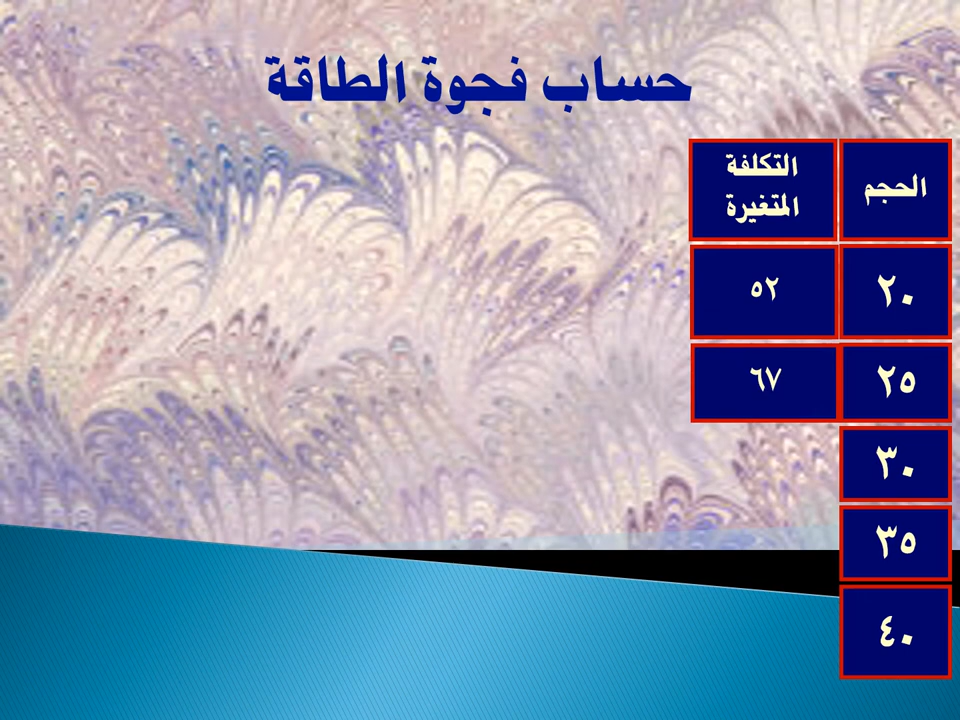 حساب فجوة الطاقة
الحجم
التكلفة
المتغيرة
٢٠
٥٢
٢٥
٦٧
٣٠
٣٥
٤٠